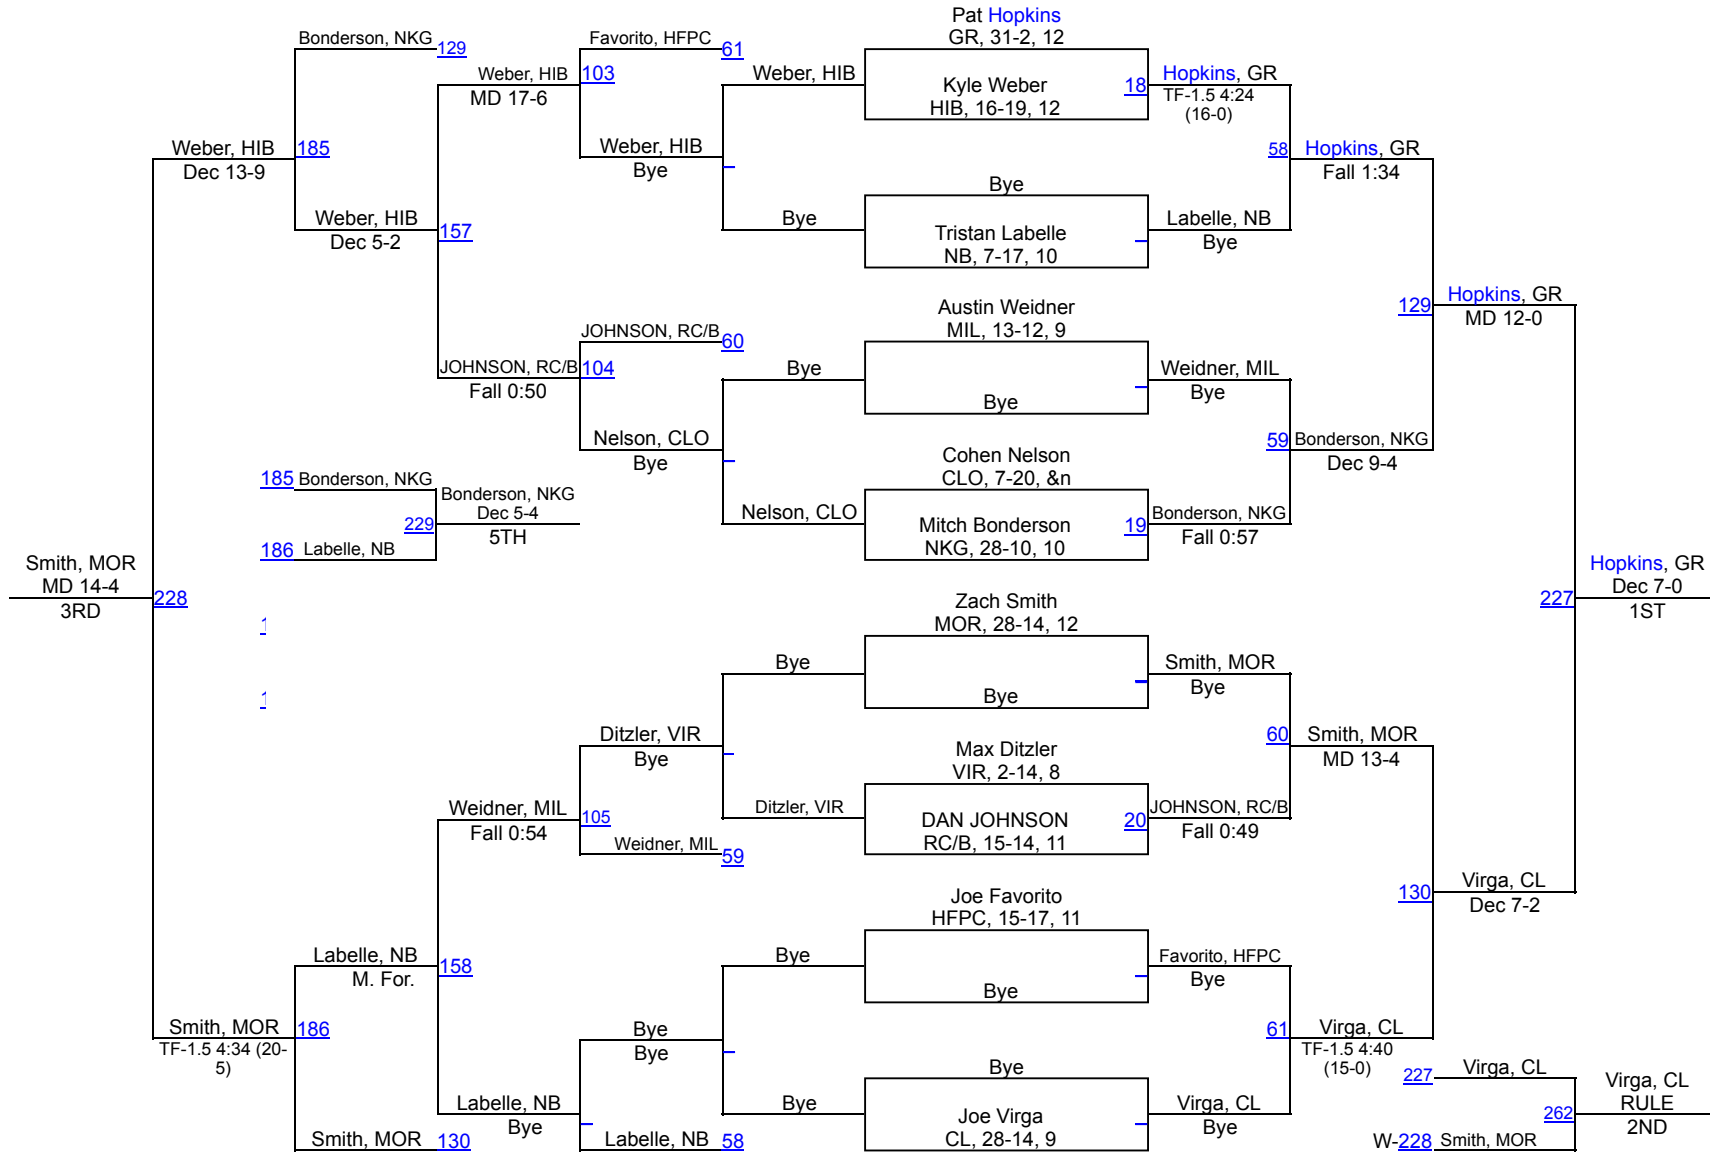 Pat Hopkins
GR, 31-2, 12
Bonderson, NKG
129
Favorito, HFPC
61
Weber, HIB
103
MD 17-6
Weber, HIB
Kyle Weber
HIB, 16-19, 12
18
Hopkins, GR
TF-1.5 4:24
(16-0)
Weber, HIB
185
Dec 13-9
Weber, HIB
Bye
58
Hopkins, GR
Fall 1:34
Bye
Weber, HIB
157
Dec 5-2
Bye
Tristan Labelle
NB, 7-17, 10
Labelle, NB
Bye
Austin Weidner
MIL, 13-12, 9
129
Hopkins, GR
MD 12-0
JOHNSON, RC/B
60
JOHNSON, RC/B
104
Fall 0:50
Bye
Weidner, MIL
Bye
Bye
Nelson, CLO
Bye
59
Bonderson, NKG
Dec 9-4
Cohen Nelson
CLO, 7-20, &n
185
Bonderson, NKG
Bonderson, NKG
Dec 5-4
229
5TH
Nelson, CLO
Mitch Bonderson
NKG, 28-10, 10
19
Bonderson, NKG
Fall 0:57
186
Labelle, NB
Smith, MOR
MD 14-4
228
3RD
Hopkins, GR
Dec 7-0
227
1ST
Zach Smith
MOR, 28-14, 12
Bye
Smith, MOR
Bye
Bye
Ditzler, VIR
Bye
60
Smith, MOR
MD 13-4
Max Ditzler
VIR, 2-14, 8
Weidner, MIL
105
Fall 0:54
Ditzler, VIR
DAN JOHNSON
RC/B, 15-14, 11
20
JOHNSON, RC/B
Fall 0:49
Weidner, MIL
59
Joe Favorito
HFPC, 15-17, 11
130
Virga, CL
Dec 7-2
Labelle, NB
158
M. For.
Bye
Favorito, HFPC
Bye
Bye
Smith, MOR
186
TF-1.5 4:34 (20-
5)
Bye
Bye
61
Virga, CL
TF-1.5 4:40
(15-0)
Bye
227
Virga, CL
Virga, CL
RULE
262
2ND
Labelle, NB
Bye
Bye
Joe Virga
CL, 28-14, 9
Virga, CL
Bye
Smith, MOR
130
Labelle, NB
58
W-228
Smith, MOR